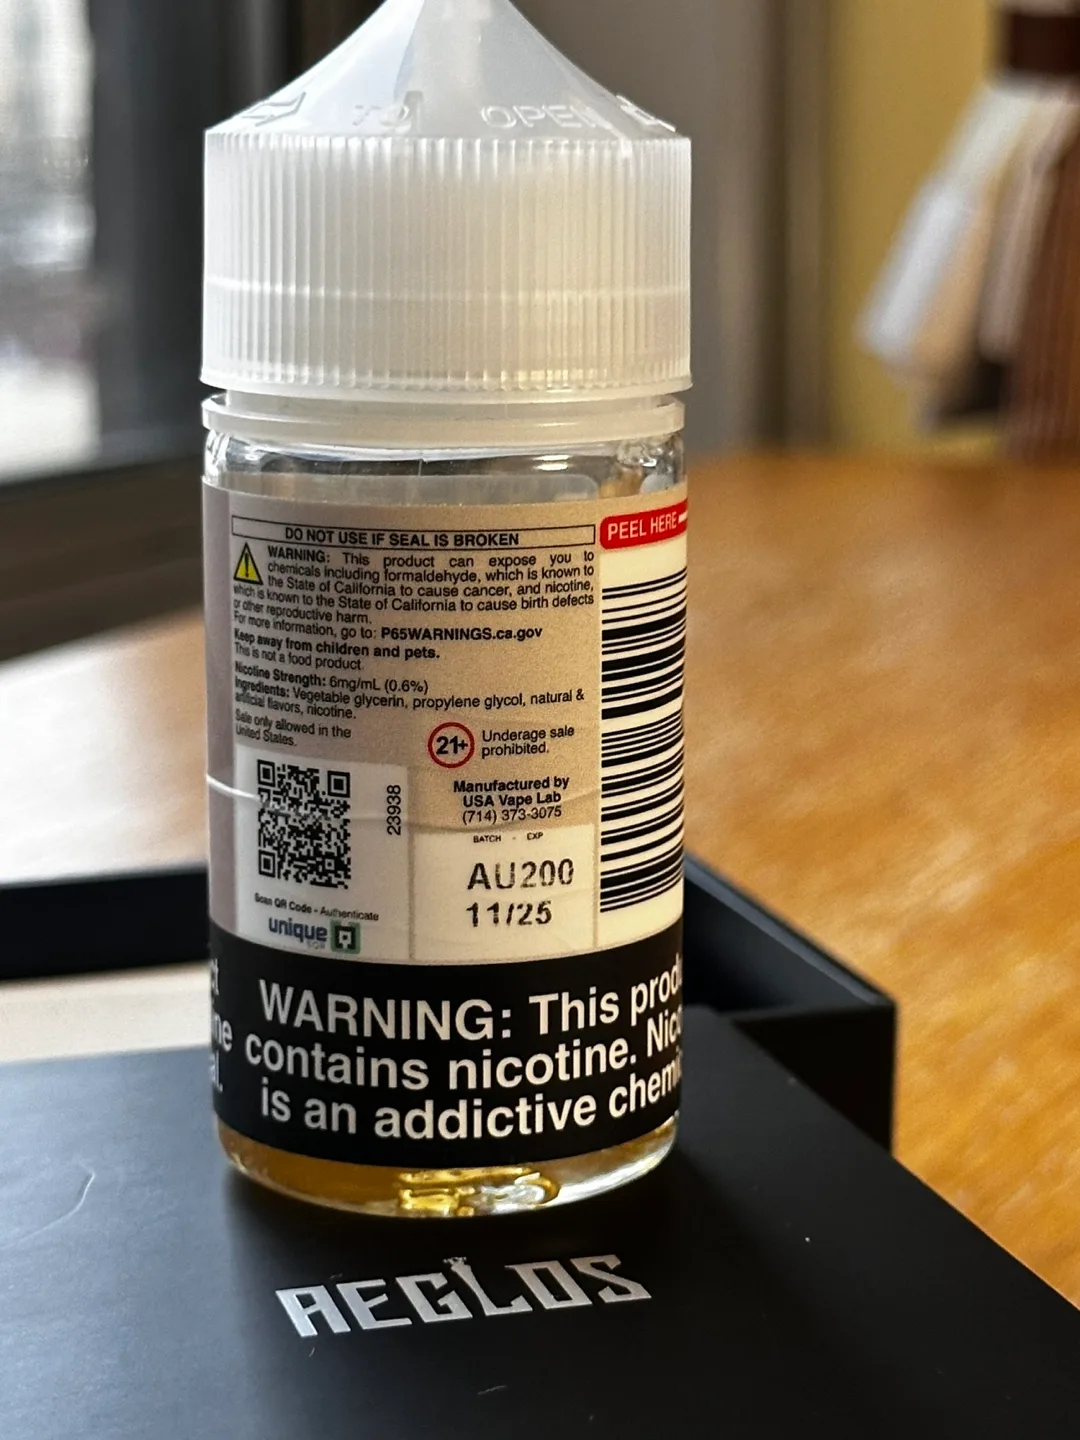 TO OPEN
DO NOT USE IF SEAL IS BROKEN
PEEL HERE
WARNING: This product can expose you to
chemicals including formaldehyde, which is known to
the State of California to cause cancer, and nicotine,
which is known to the State of California to cause birth defects
or other reproductive harm.
For more information, go to: P65WARNINGS.ca.gov
Keep away from children and pets.
This is not a food product.
Nicotine Strength: 6mg/mL (0.6%)
Ingredients: Vegetable glycerin, propylene glycol, natural &
artificial flavors, nicotine.
Sale only allowed in the
United States.
21+
Underage sale
prohibited.
Manufactured by
USA Vape Lab
(714) 373-3075
23938
BATCH - EXP
AU200
11/25
Scan QR Code - Authenticate
unique
WARNING: This
contains nicotine.
is an addictive
AEGLOS